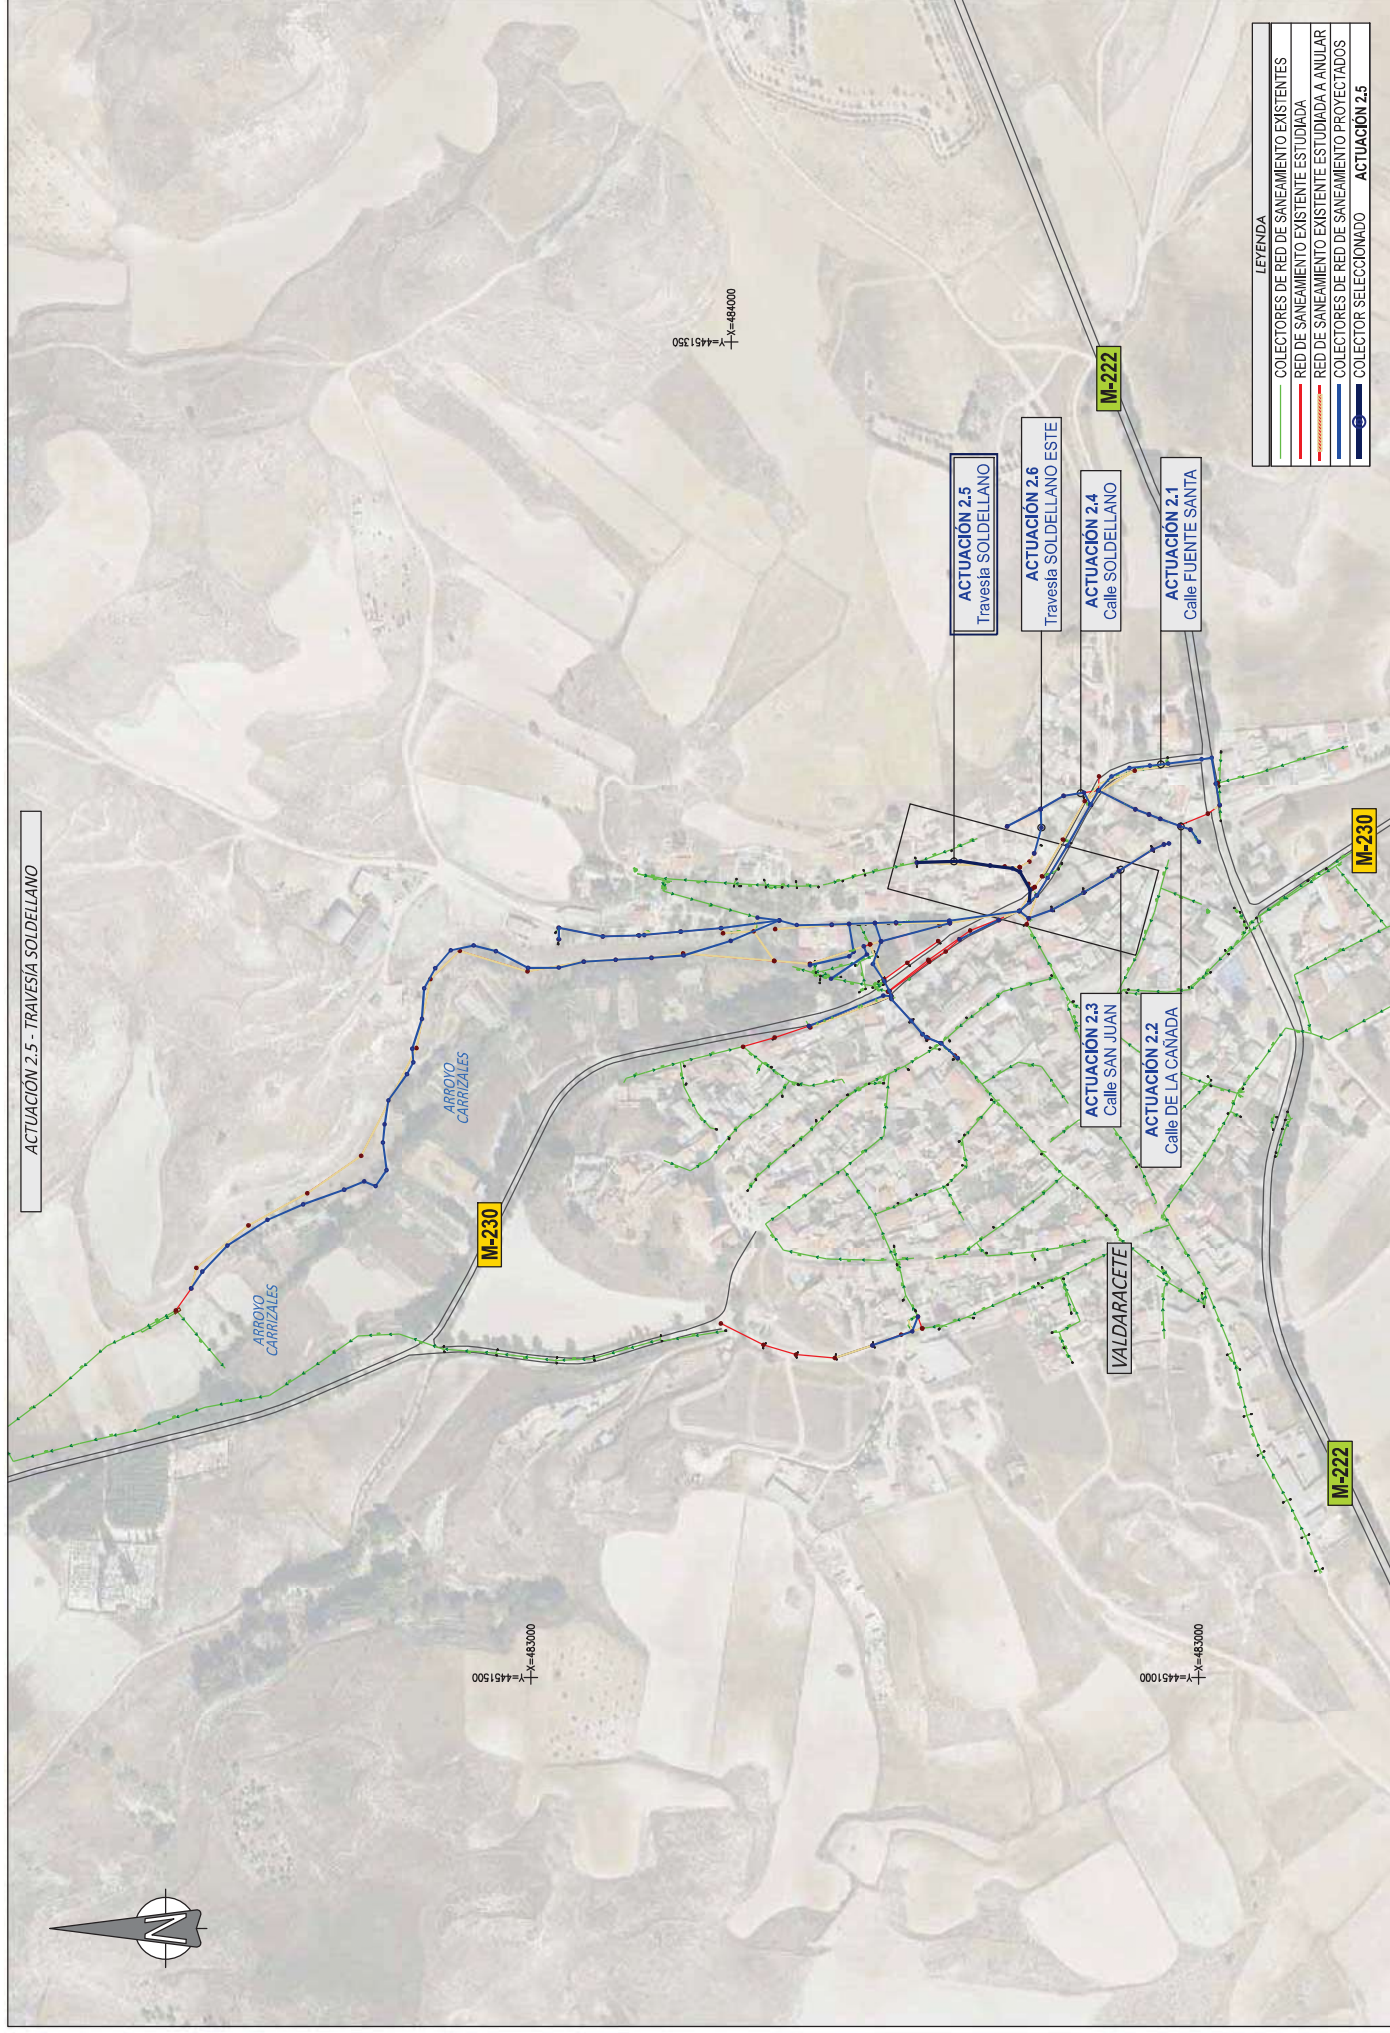 ACTUACIÓN 2.5 - TRAVESÍA SOLDELLANO
ARROYO
CARRIZALES
ARROYO
CARRIZALES
M-230
Y=4451500
X=483000
Y=4451350
X=484000
Y=4451000
X=483000
ACTUACIÓN 2.5
Travesía SOLDELLANO
ACTUACIÓN 2.6
Travesía SOLDELLANO ESTE
ACTUACIÓN 2.4
Calle SOLDELLANO
ACTUACIÓN 2.1
Calle FUENTE SANTA
ACTUACIÓN 2.3
Calle SAN JUAN
ACTUACIÓN 2.2
Calle DE LA CAÑADA
VALDARACETE
M-222
M-222
M-230
N
LEYENDA
COLECTORES DE RED DE SANEAMIENTO EXISTENTES
RED DE SANEAMIENTO EXISTENTE ESTUDIADA
RED DE SANEAMIENTO EXISTENTE ESTUDIADA A ANULAR
COLECTORES DE RED DE SANEAMIENTO PROYECTADOS
COLECTOR SELECCIONADO ACTUACIÓN 2.5